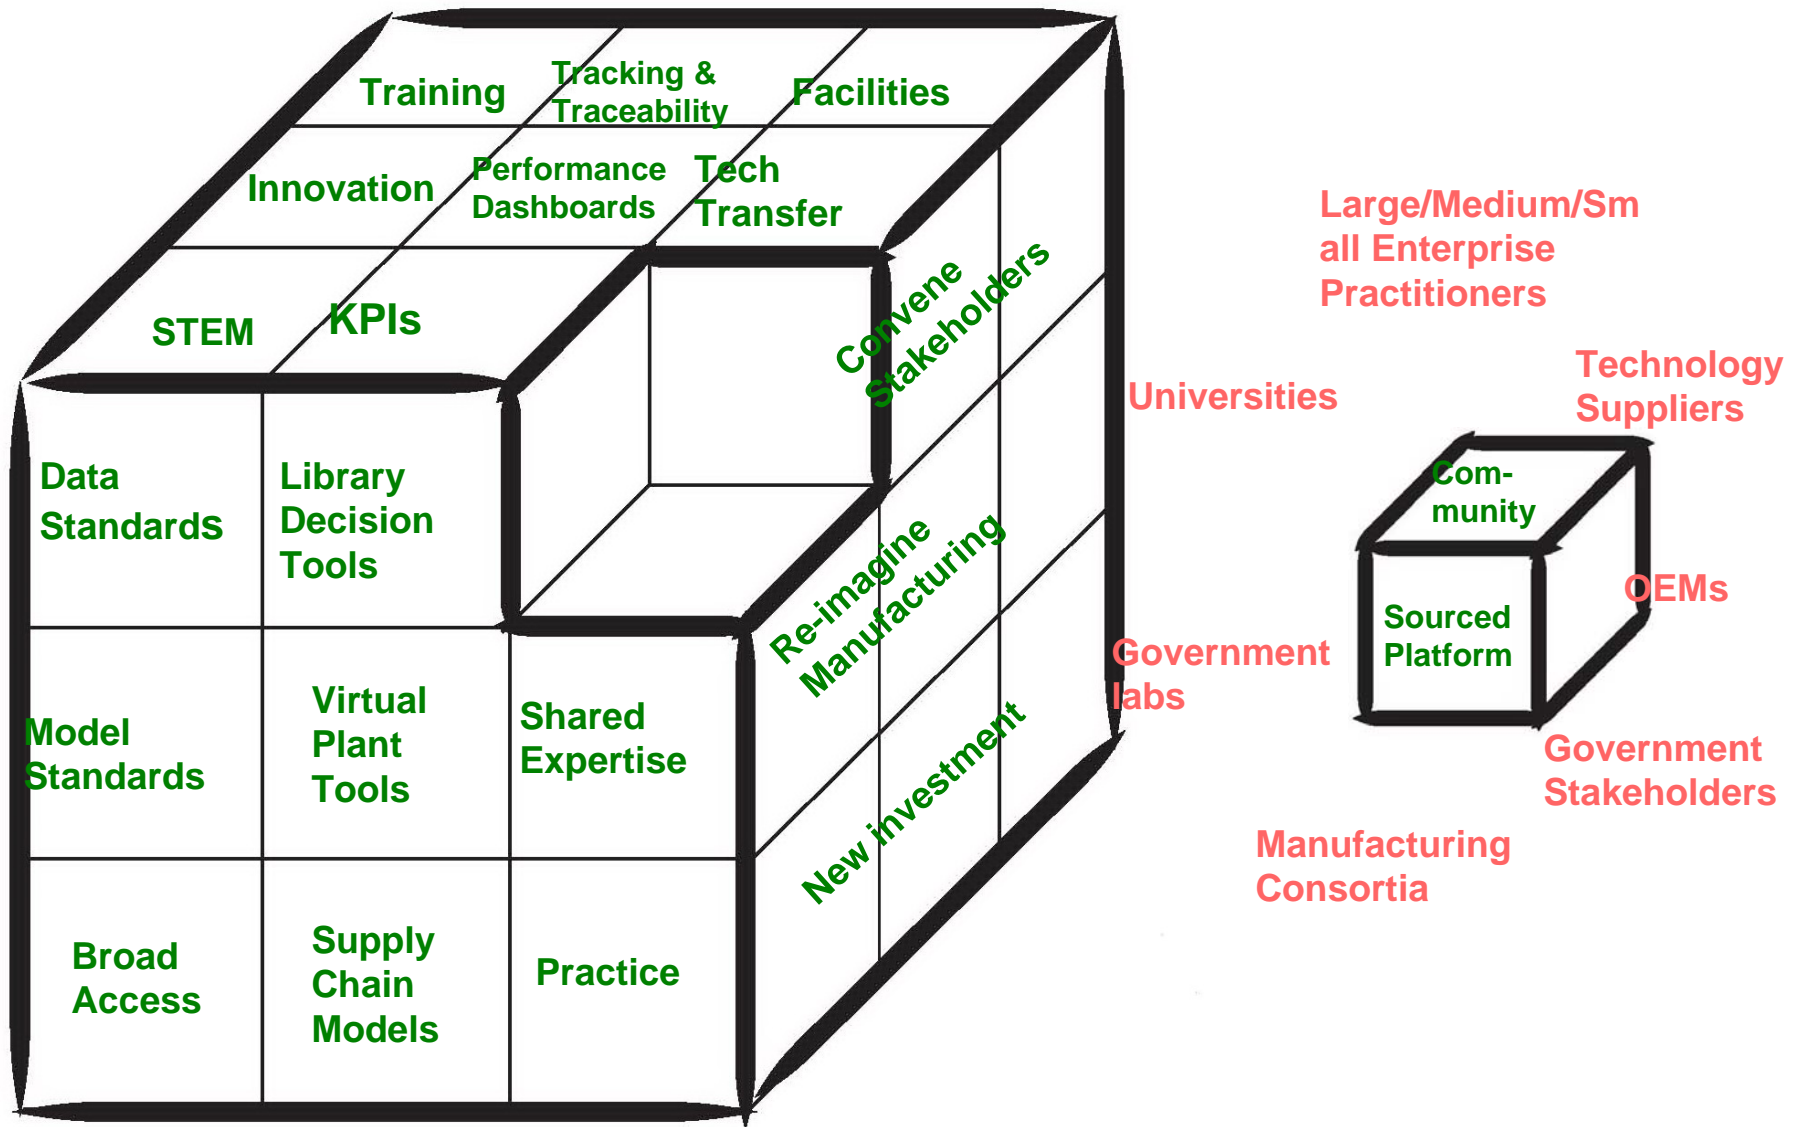 Training
Tracking &
Traceability
Facilities
Innovation
Performance
Dashboards
Tech
Transfer
STEM
KPIs
Convene
Stakeholders
Data
Standards
Library
Decision
Tools
Re-imagine
Manufacturing
Model
Standards
Virtual
Plant
Tools
Shared
Expertise
New investment
Broad
Access
Supply
Chain
Models
Practice
Large/Medium/Sm
all Enterprise
Practitioners
Universities
Technology
Suppliers
Com-
munity
Sourced
Platform
OEMs
Government
labs
Government
Stakeholders
Manufacturing
Consortia